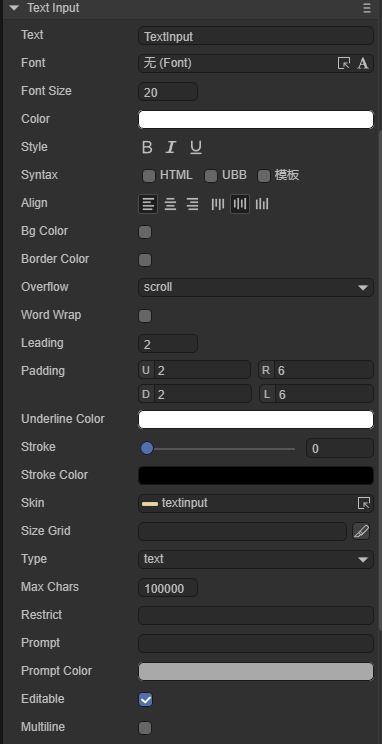 Text Input
Text TextInput
Font 无 (Font) A
Font Size 20
Color
Style B I U
Syntax HTML UBB 模板
Align
Bg Color
Border Color
Overflow scroll
Word Wrap
Leading 2
Padding U 2 R 6
D 2 L 6
Underline Color
Stroke 0
Stroke Color
Skin textinput
Size Grid
Type text
Max Chars 100000
Restrict
Prompt
Prompt Color
Editable
Multiline